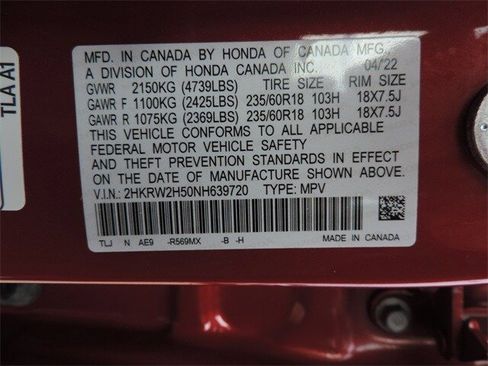 TLA A1
MFD. IN CANADA BY HONDA OF CANADA MFG.,
A DIVISION OF HONDA CANADA INC. 04/22
GVWR 2150KG (4739LBS) TIRE SIZE RIM SIZE
GAWR F 1100KG (2425LBS) 235/60R18 103H 18X7.5J
GAWR R 1075KG (2369LBS) 235/60R18 103H 18X7.5J
THIS VEHICLE CONFORMS TO ALL APPLICABLE
FEDERAL MOTOR VEHICLE SAFETY
AND THEFT PREVENTION STANDARDS IN EFFECT
ON THE DATE OF MANUFACTURE SHOWN ABOVE.
V.I.N.: 2HKRW2H50NH639720 TYPE: MPV
TLJ N AE9 -R569MX -B -H MADE IN CANADA